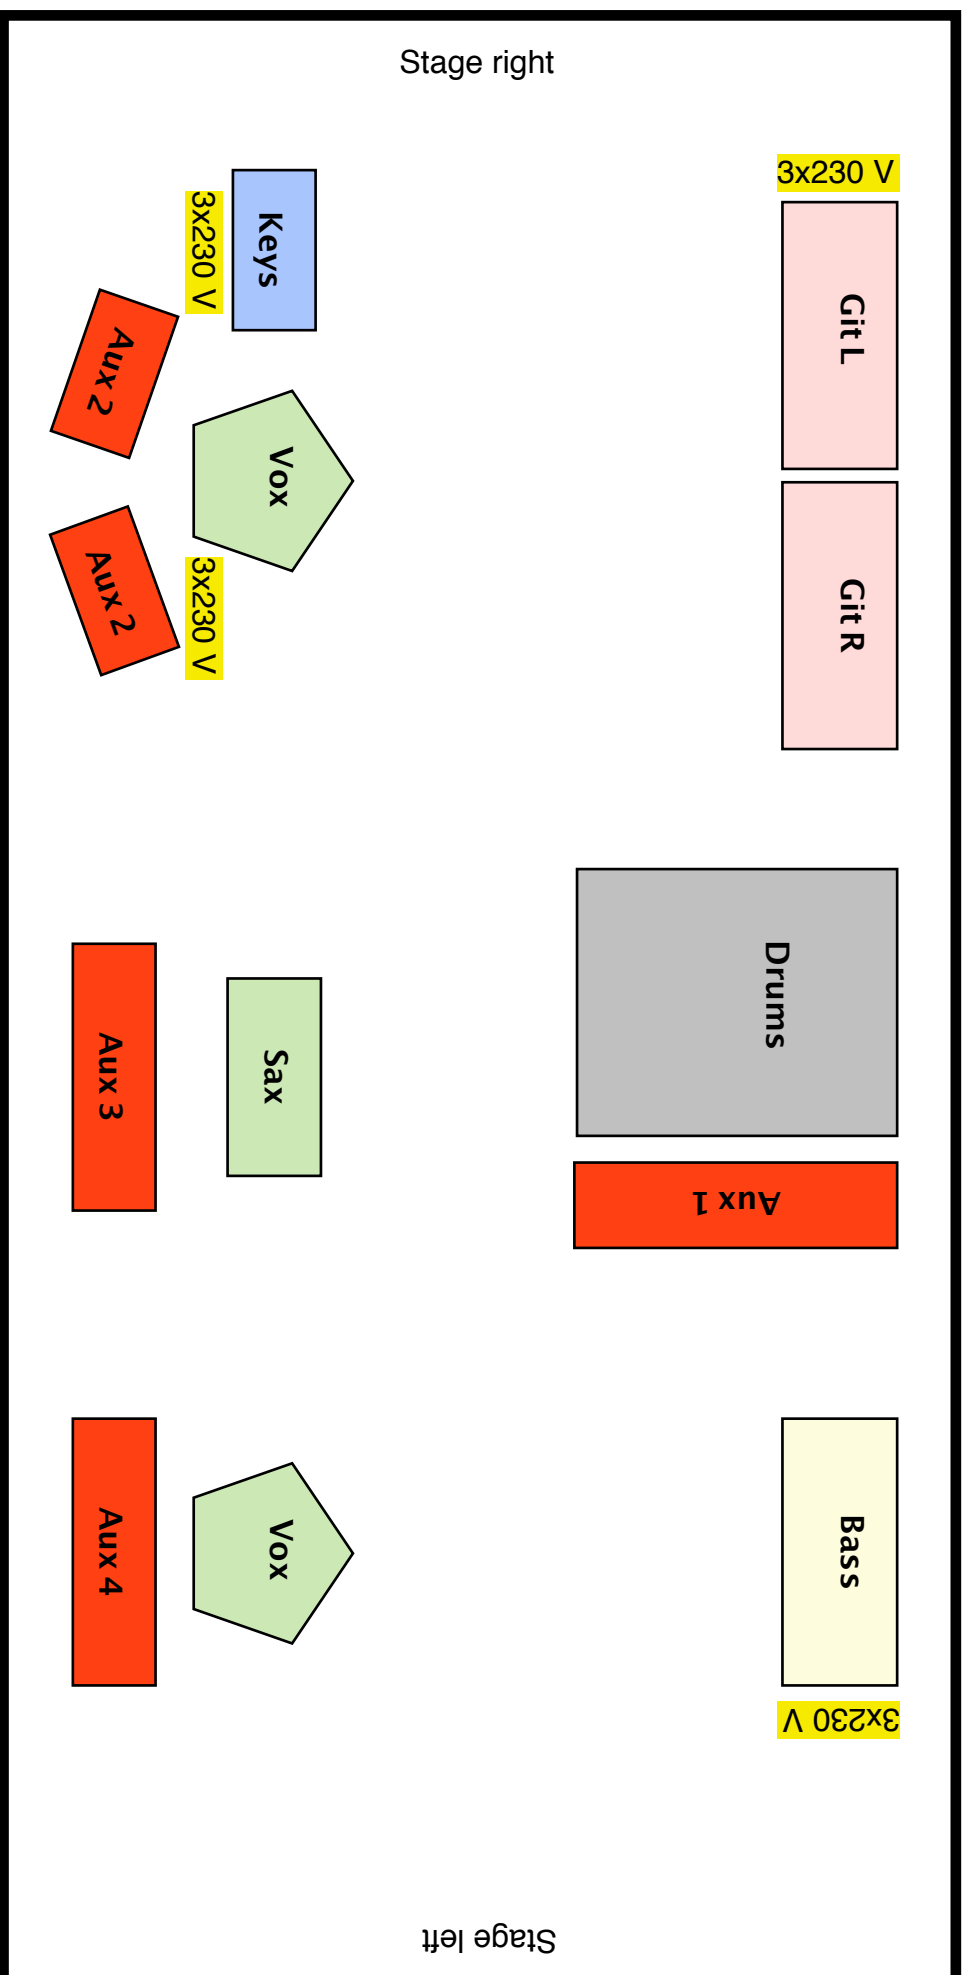 Stage right
3x230 V
Keys
3x230 V
Git L
Aux 2
Vox
Aux 2
3x230 V
Git R
Drums
Aux 3
Sax
Aux 1
Aux 4
Vox
Bass
3x230 V
Stage left